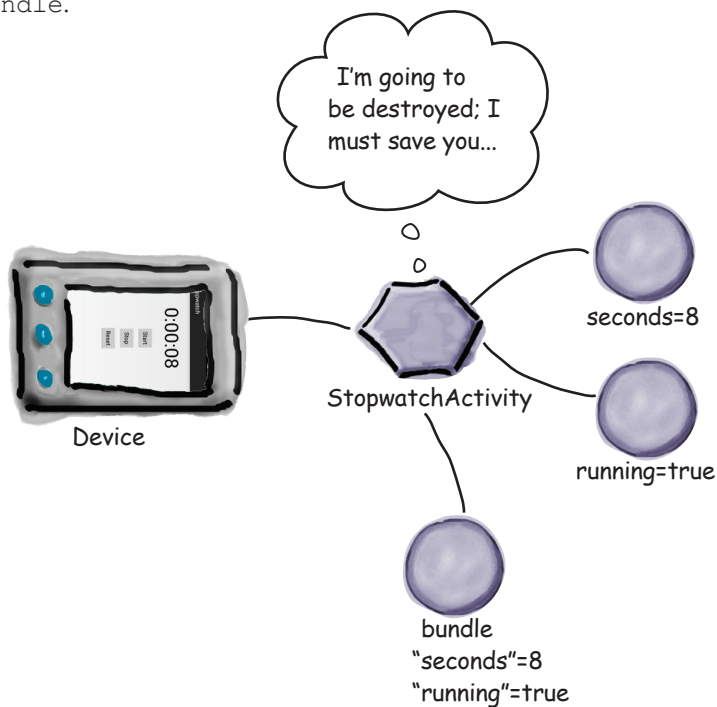 ndle.
I'm going to
be destroyed; I
must save you...
seconds=8
running=true
StopwatchActivity
Device
opwatch
0:00:08
Start
Stop
Reset
bundle
“seconds”=8
“running”=true